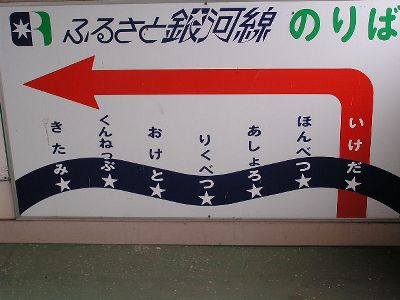 ふるさと銀河線 のりば
いけだ
ほんべつ
あしょろ
りくべつ
おけと
くんねっぷ
きたみ